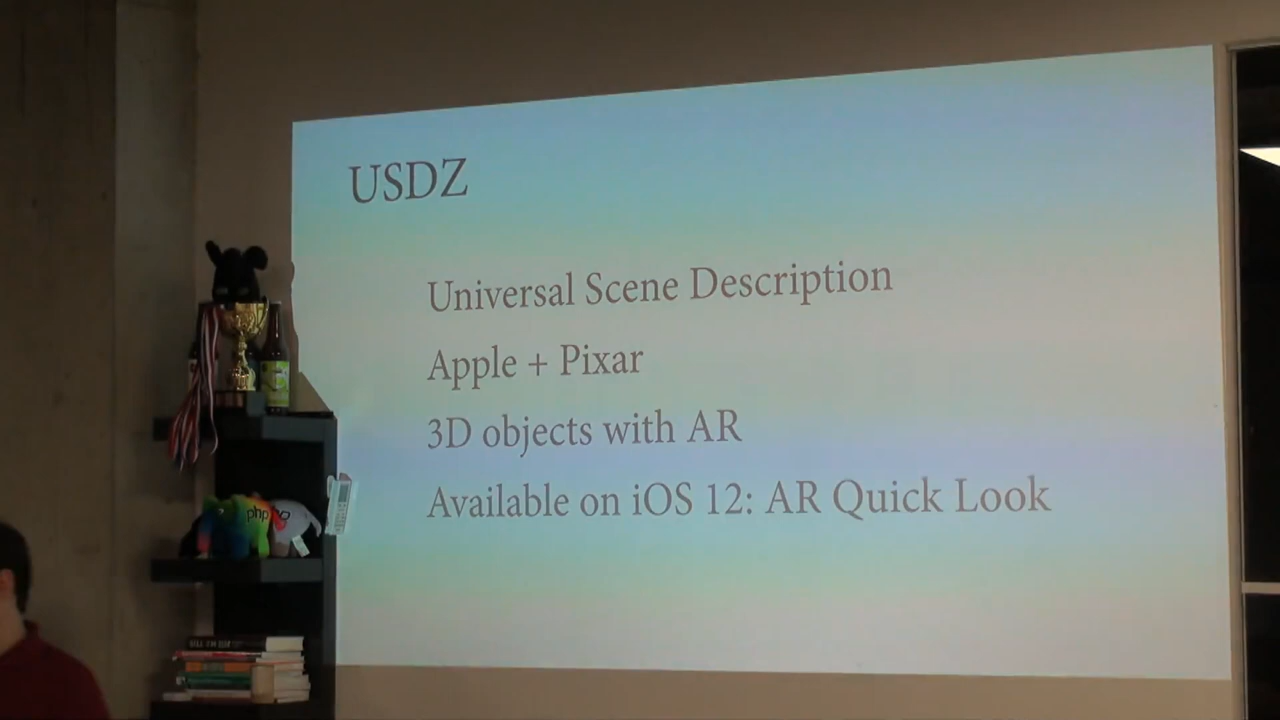 USDZ
Universal Scene Description
Apple + Pixar
3D objects with AR
Available on iOS 12: AR Quick Look
php